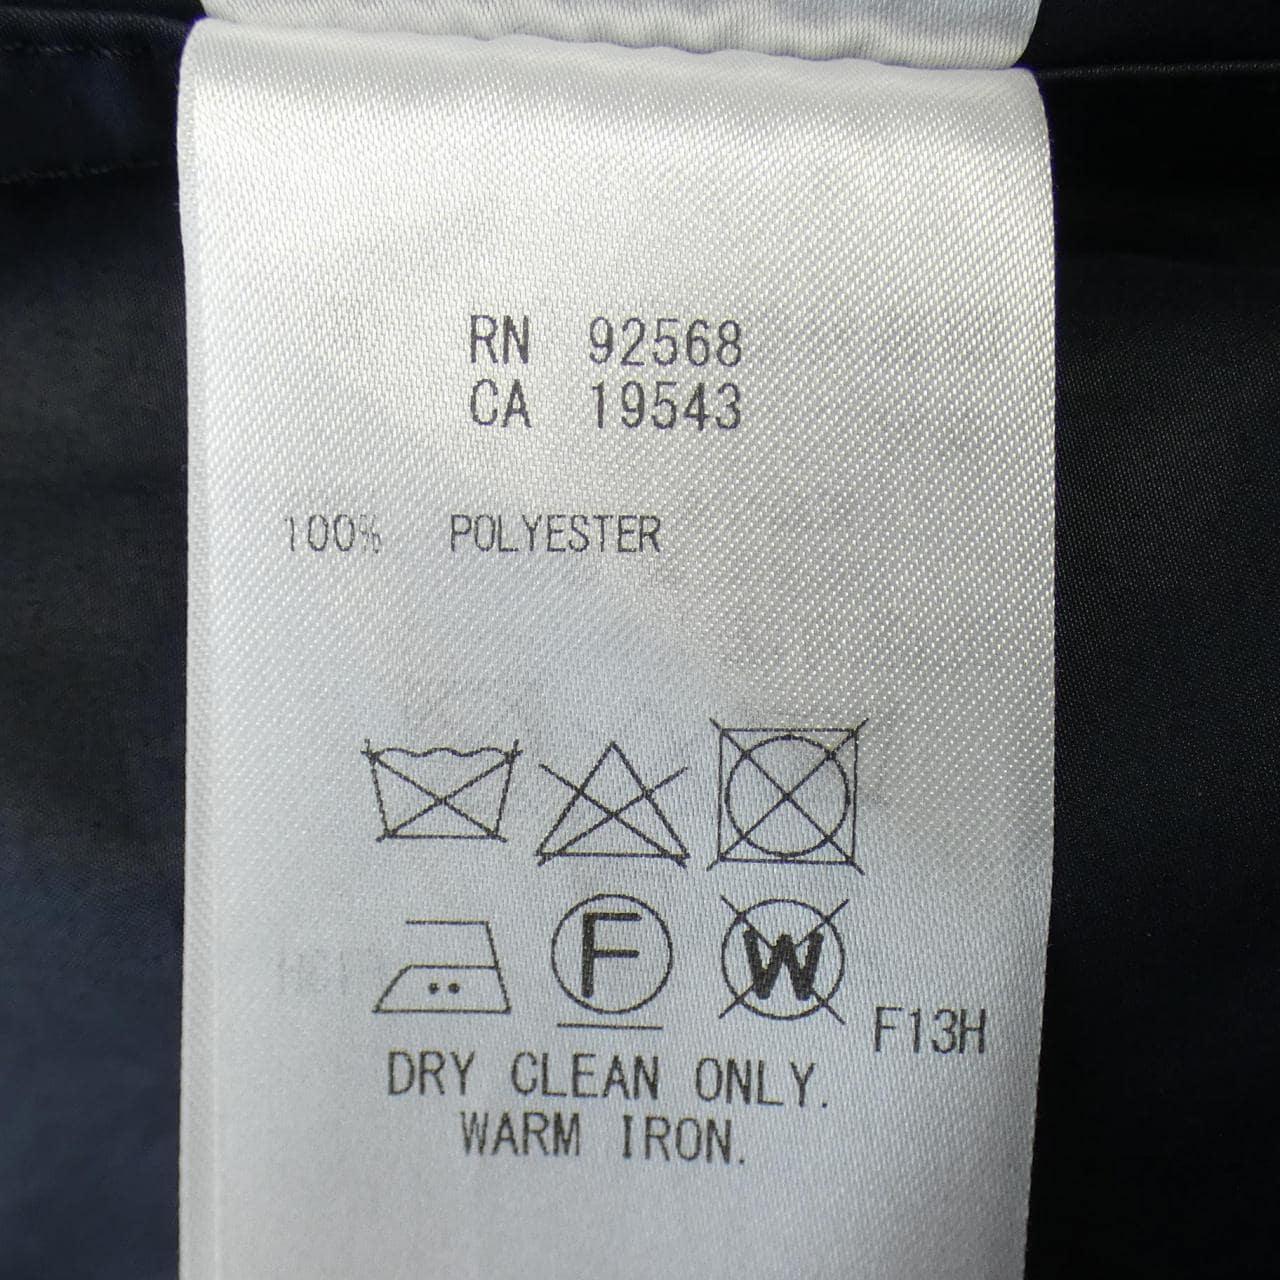 RN 92568
CA 19543
100% POLYESTER
F
W
F13H
DRY CLEAN ONLY.
WARM IRON.